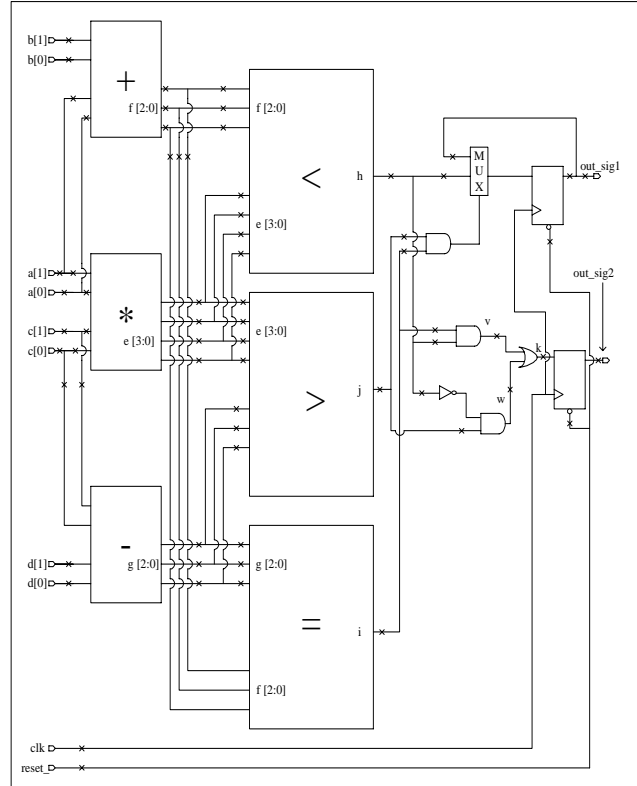 b[1]
b[0]
+
f [2:0]
f [2:0]
<
h
e [3:0]
M
U
X
out_sig1
a[1]
a[0]
c[1]
c[0]
*
e [3:0]
e [3:0]
>
j
out_sig2
v
k
w
-
g [2:0]
d[1]
d[0]
g [2:0]
=
i
f [2:0]
clk
reset_